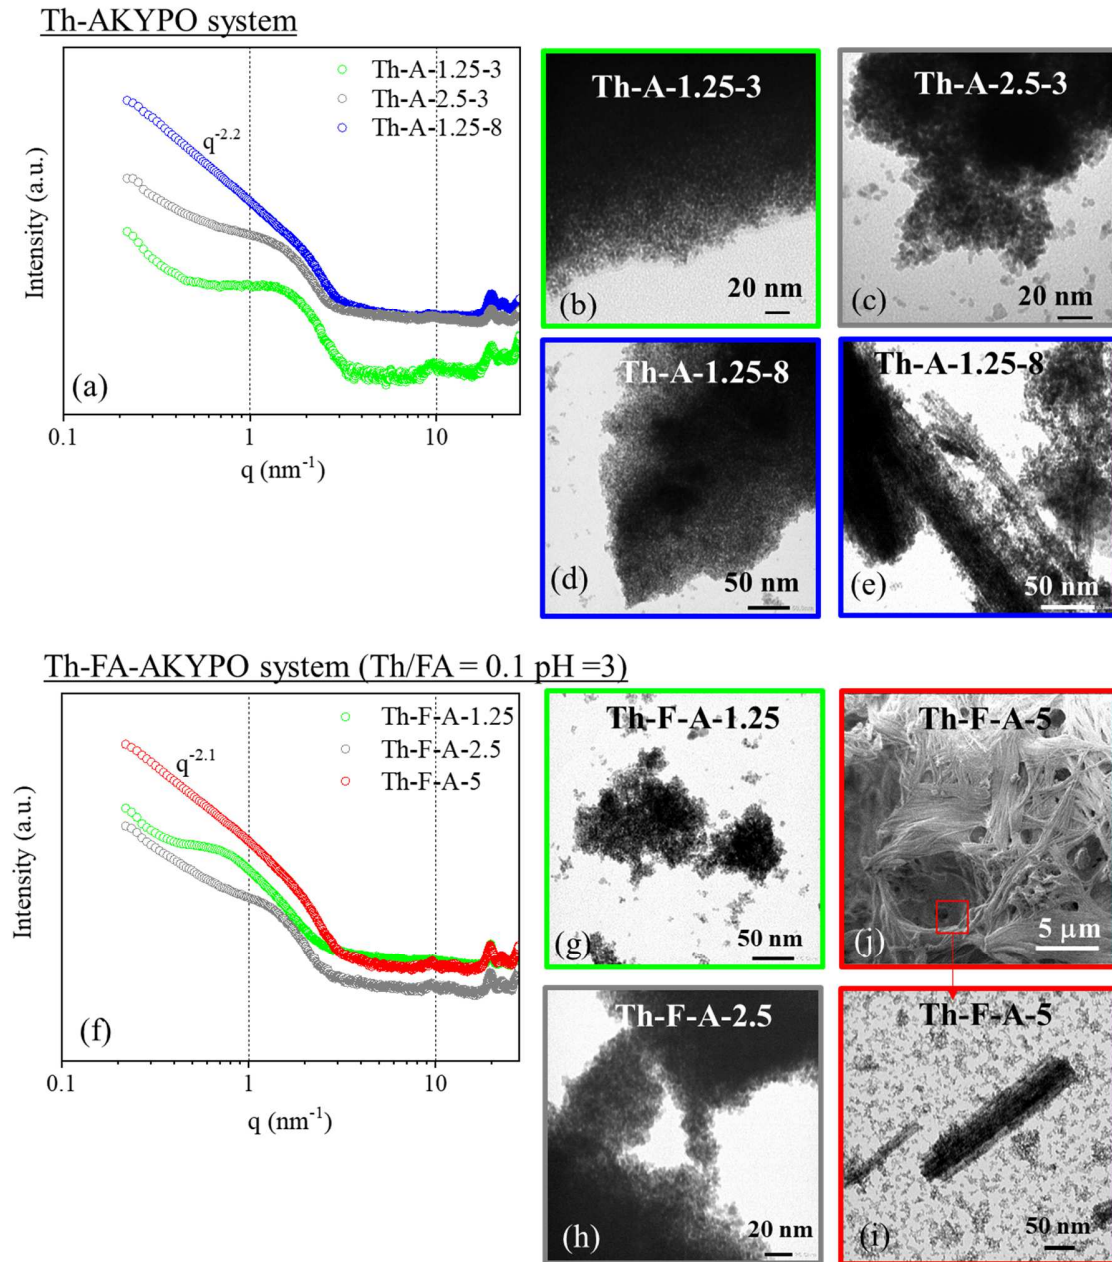 Th-AKYPO system
Th-A-1.25-3
Th-A-2.5-3
Th-A-1.25-8
q-2.2
Intensity (a.u.)
(a)
0.1
1
10
q (nm-1)
Th-A-1.25-3
(b)
20 nm
Th-A-2.5-3
(c)
20 nm
Th-A-1.25-8
(d)
50 nm
Th-A-1.25-8
(e)
50 nm
Th-FA-AKYPO system (Th/FA = 0.1 pH =3)
Th-F-A-1.25
Th-F-A-2.5
Th-F-A-5
q-2.1
Intensity (a.u.)
(f)
0.1
1
10
q (nm-1)
Th-F-A-1.25
(g)
50 nm
Th-F-A-5
(j)
5 μm
Th-F-A-2.5
(h)
20 nm
Th-F-A-5
(i)
50 nm